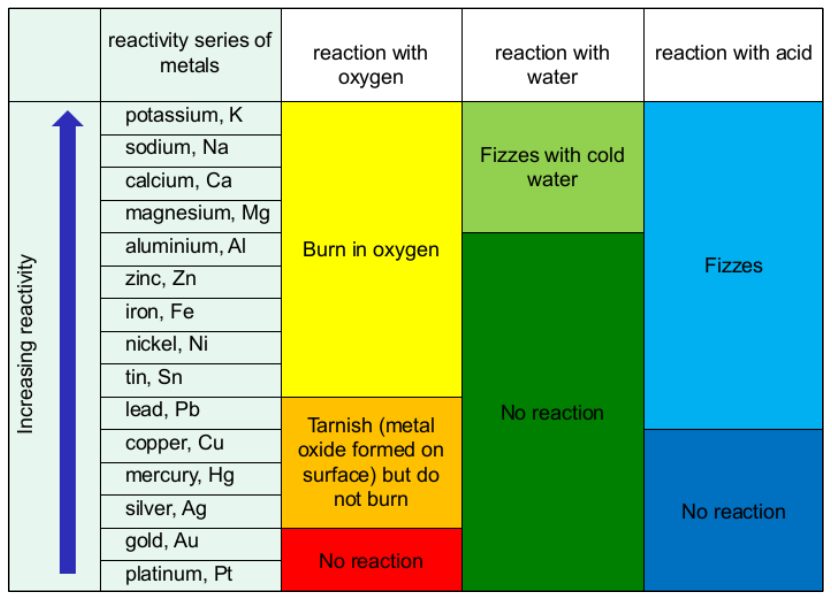 reactivity series of
metals
reaction with
oxygen
reaction with
water
reaction with acid
Increasing reactivity
potassium, K
sodium, Na
calcium, Ca
magnesium, Mg
aluminium, Al
zinc, Zn
iron, Fe
nickel, Ni
tin, Sn
lead, Pb
copper, Cu
mercury, Hg
silver, Ag
gold, Au
platinum, Pt
Burn in oxygen
Tarnish (metal
oxide formed on
surface) but do
not burn
No reaction
Fizzes with cold
water
No reaction
Fizzes
No reaction